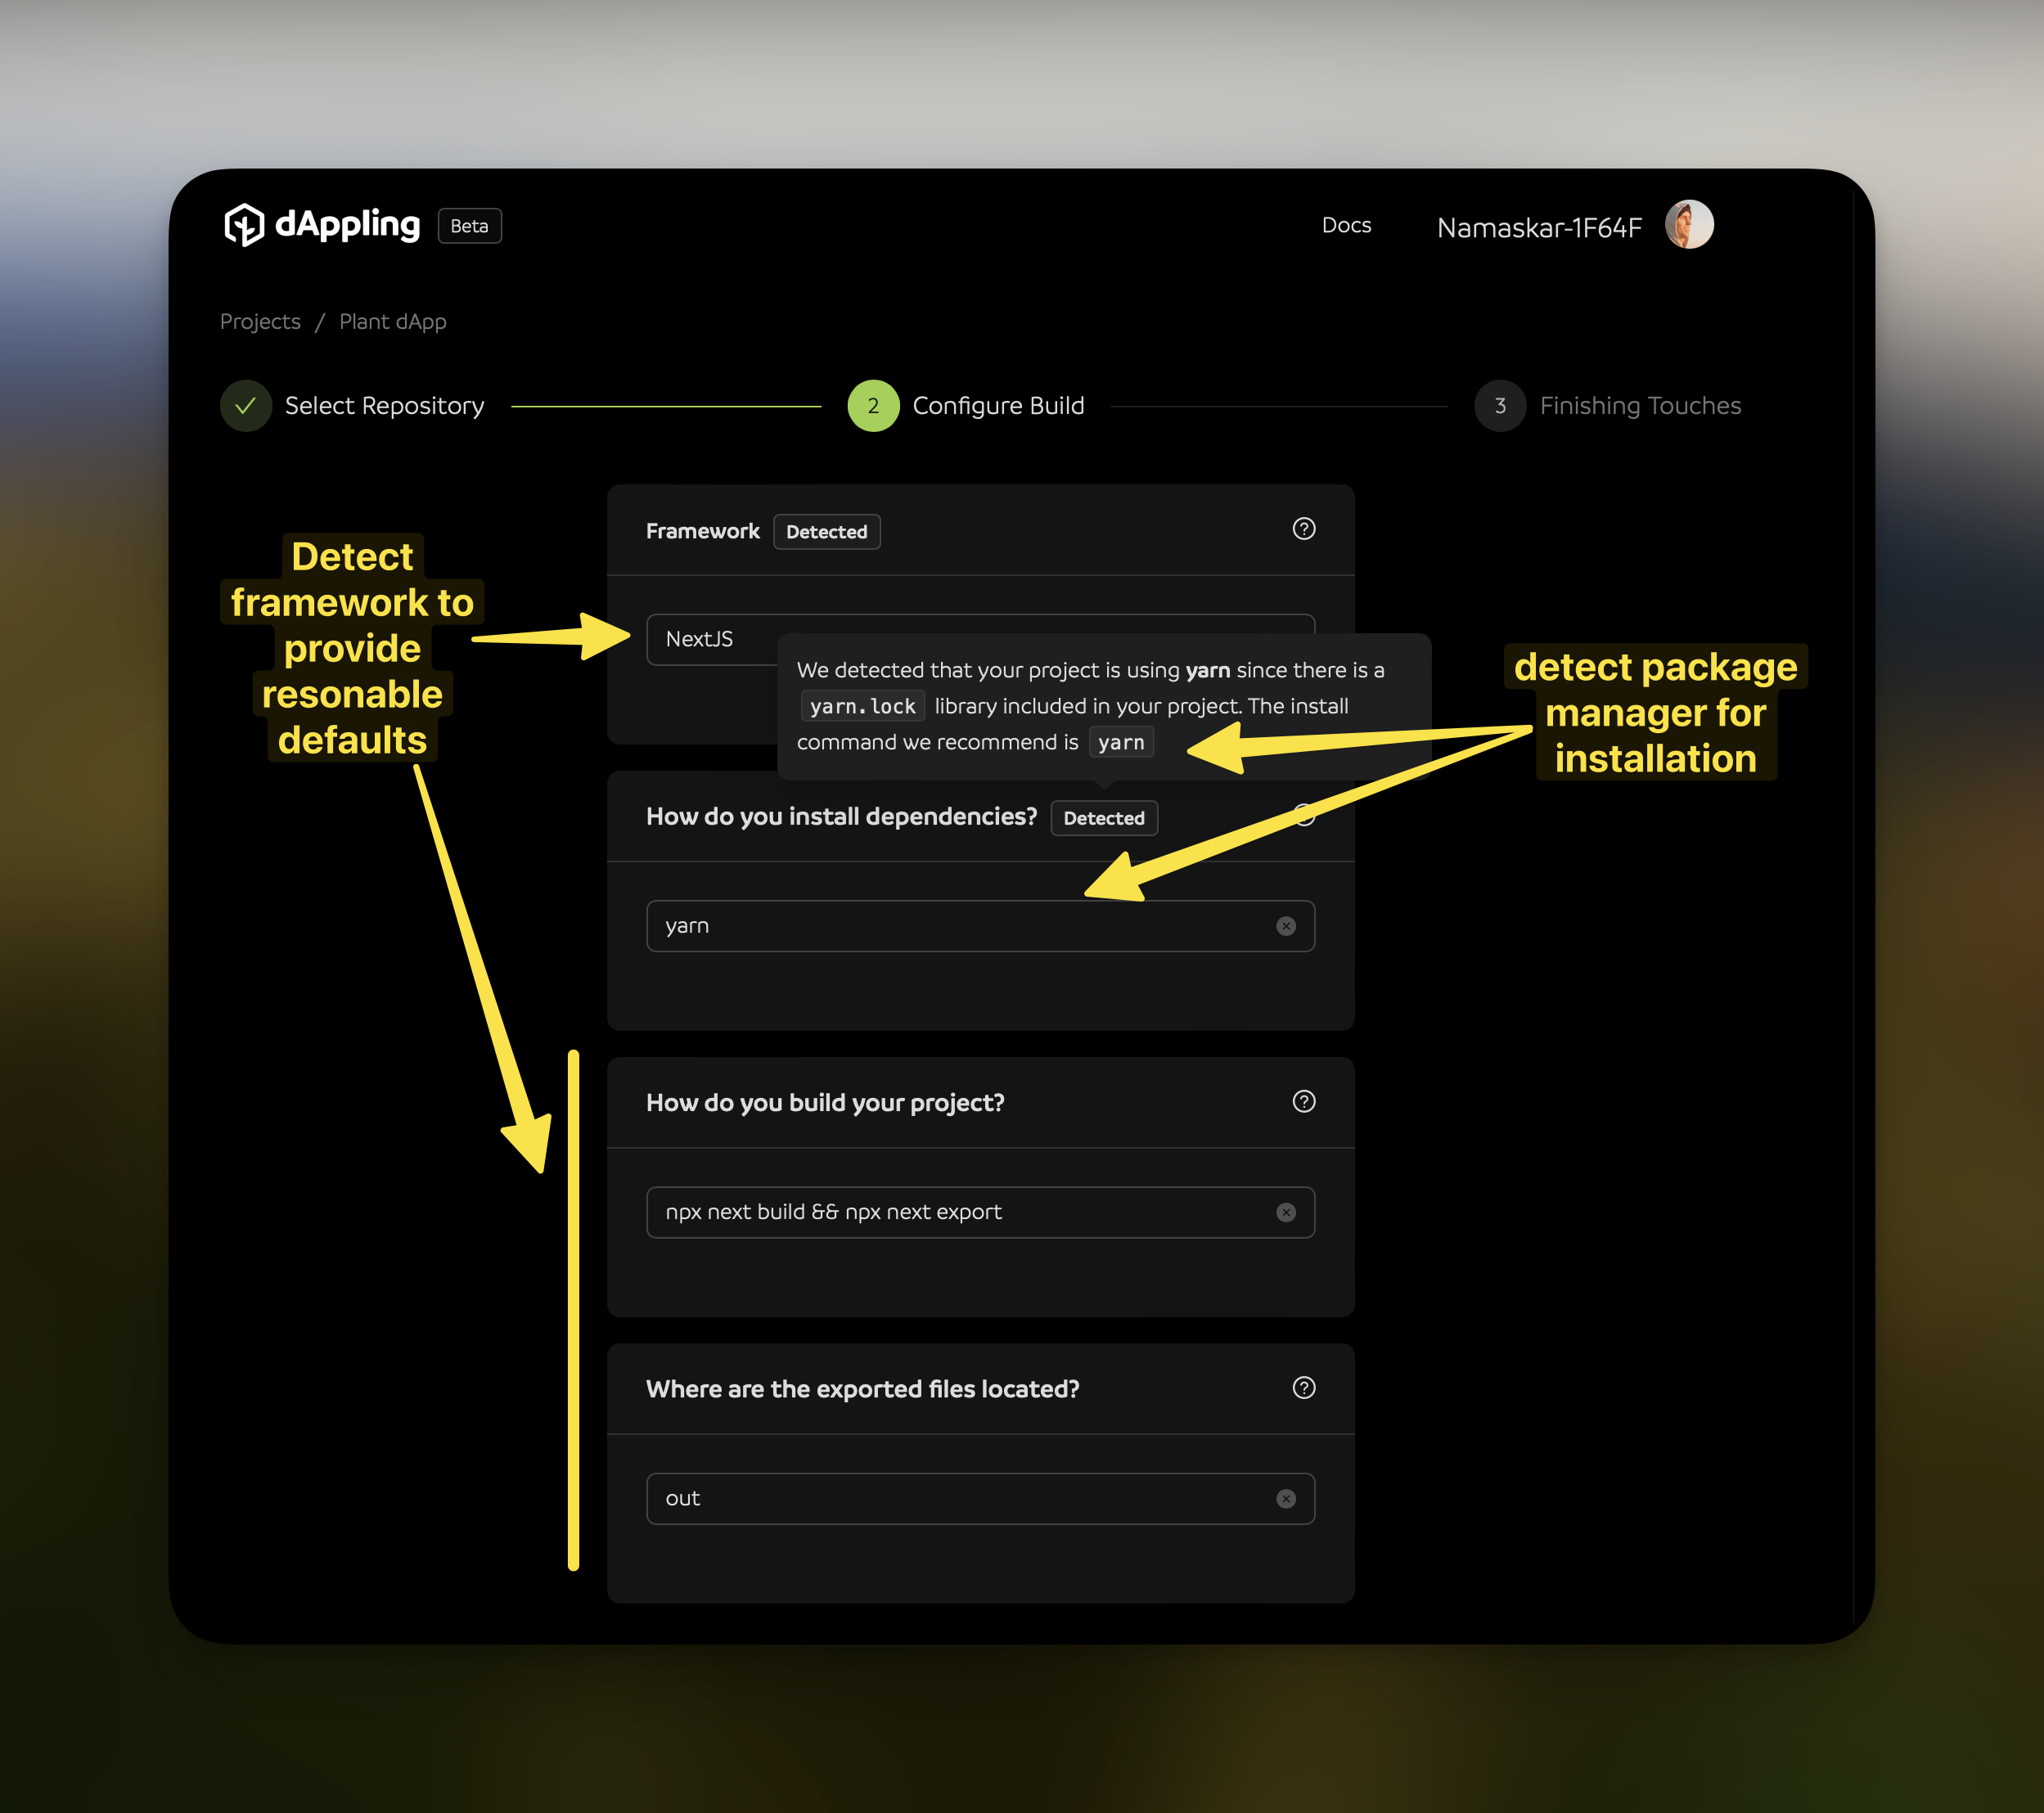 dAppling Beta
Docs
Namaskar-1F64F
Projects / Plant dApp
Select Repository
2 Configure Build
3 Finishing Touches
Framework Detected
NextJS
We detected that your project is using yarn since there is a
yarn.lock library included in your project. The install
command we recommend is yarn
How do you install dependencies? Detected
yarn
How do you build your project?
npx next build && npx next export
Where are the exported files located?
out
Detect
framework to
provide
resonable
defaults
detect package
manager for
installation